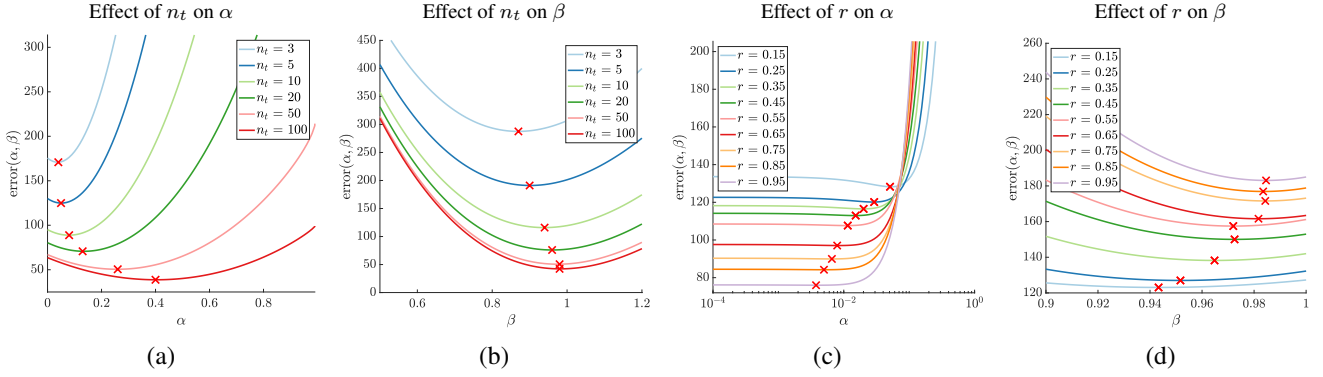 Effect of n_t on α
error(α, β)
300
250
200
150
100
50
0 0.2 0.4 0.6 0.8
α
n_t = 3
n_t = 5
n_t = 10
n_t = 20
n_t = 50
n_t = 100
(a)
Effect of n_t on β
error(α, β)
450
400
350
300
250
200
150
100
50
0
0.6 0.8 1 1.2
β
n_t = 3
n_t = 5
n_t = 10
n_t = 20
n_t = 50
n_t = 100
(b)
Effect of r on α
error(α, β)
200
180
160
140
120
100
80
10^-4 10^-2 10^0
α
r = 0.15
r = 0.25
r = 0.35
r = 0.45
r = 0.55
r = 0.65
r = 0.75
r = 0.85
r = 0.95
(c)
Effect of r on β
error(α, β)
260
240
220
200
180
160
140
120
0.9 0.92 0.94 0.96 0.98 1
β
r = 0.15
r = 0.25
r = 0.35
r = 0.45
r = 0.55
r = 0.65
r = 0.75
r = 0.85
r = 0.95
(d)